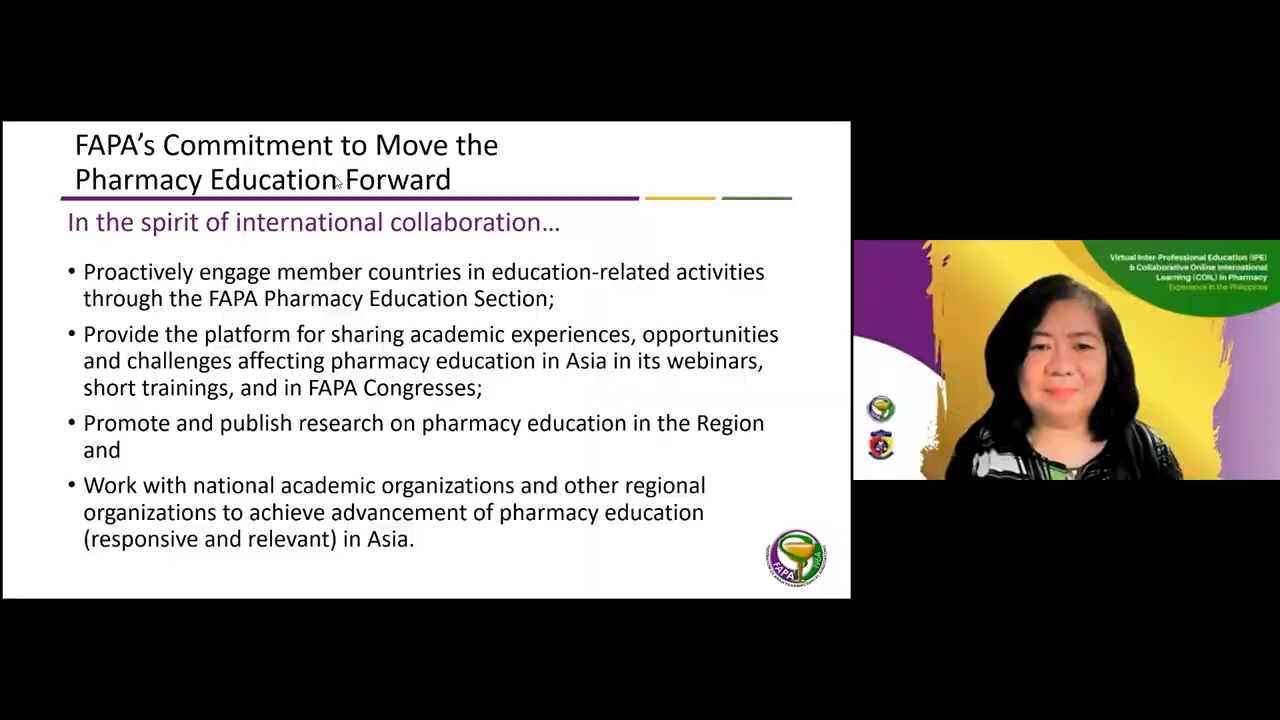 FAPA's Commitment to Move the
Pharmacy Education Forward
In the spirit of international collaboration…
• Proactively engage member countries in education-related activities
through the FAPA Pharmacy Education Section;
• Provide the platform for sharing academic experiences, opportunities
and challenges affecting pharmacy education in Asia in its webinars,
short trainings, and in FAPA Congresses;
• Promote and publish research on pharmacy education in the Region
and
• Work with national academic organizations and other regional
organizations to achieve advancement of pharmacy education
(responsive and relevant) in Asia.
FAPA
Virtual Inter-Professional Education (IPE)
& Collaborative Online International
Learning (COIL) in Pharmacy
Experience in the Philippines